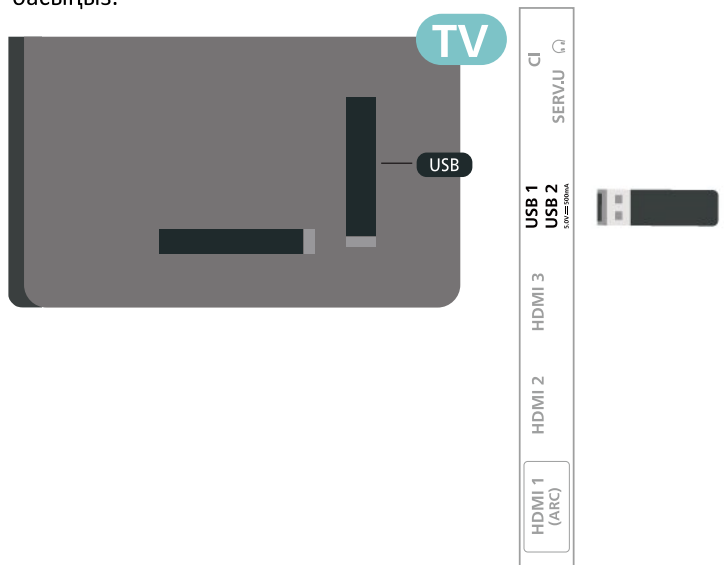 басыңыз.
TV
USB
CI
SERV.U
USB 1
USB 2
5.0V 500mA
HDMI 3
HDMI 2
HDMI 1
(ARC)